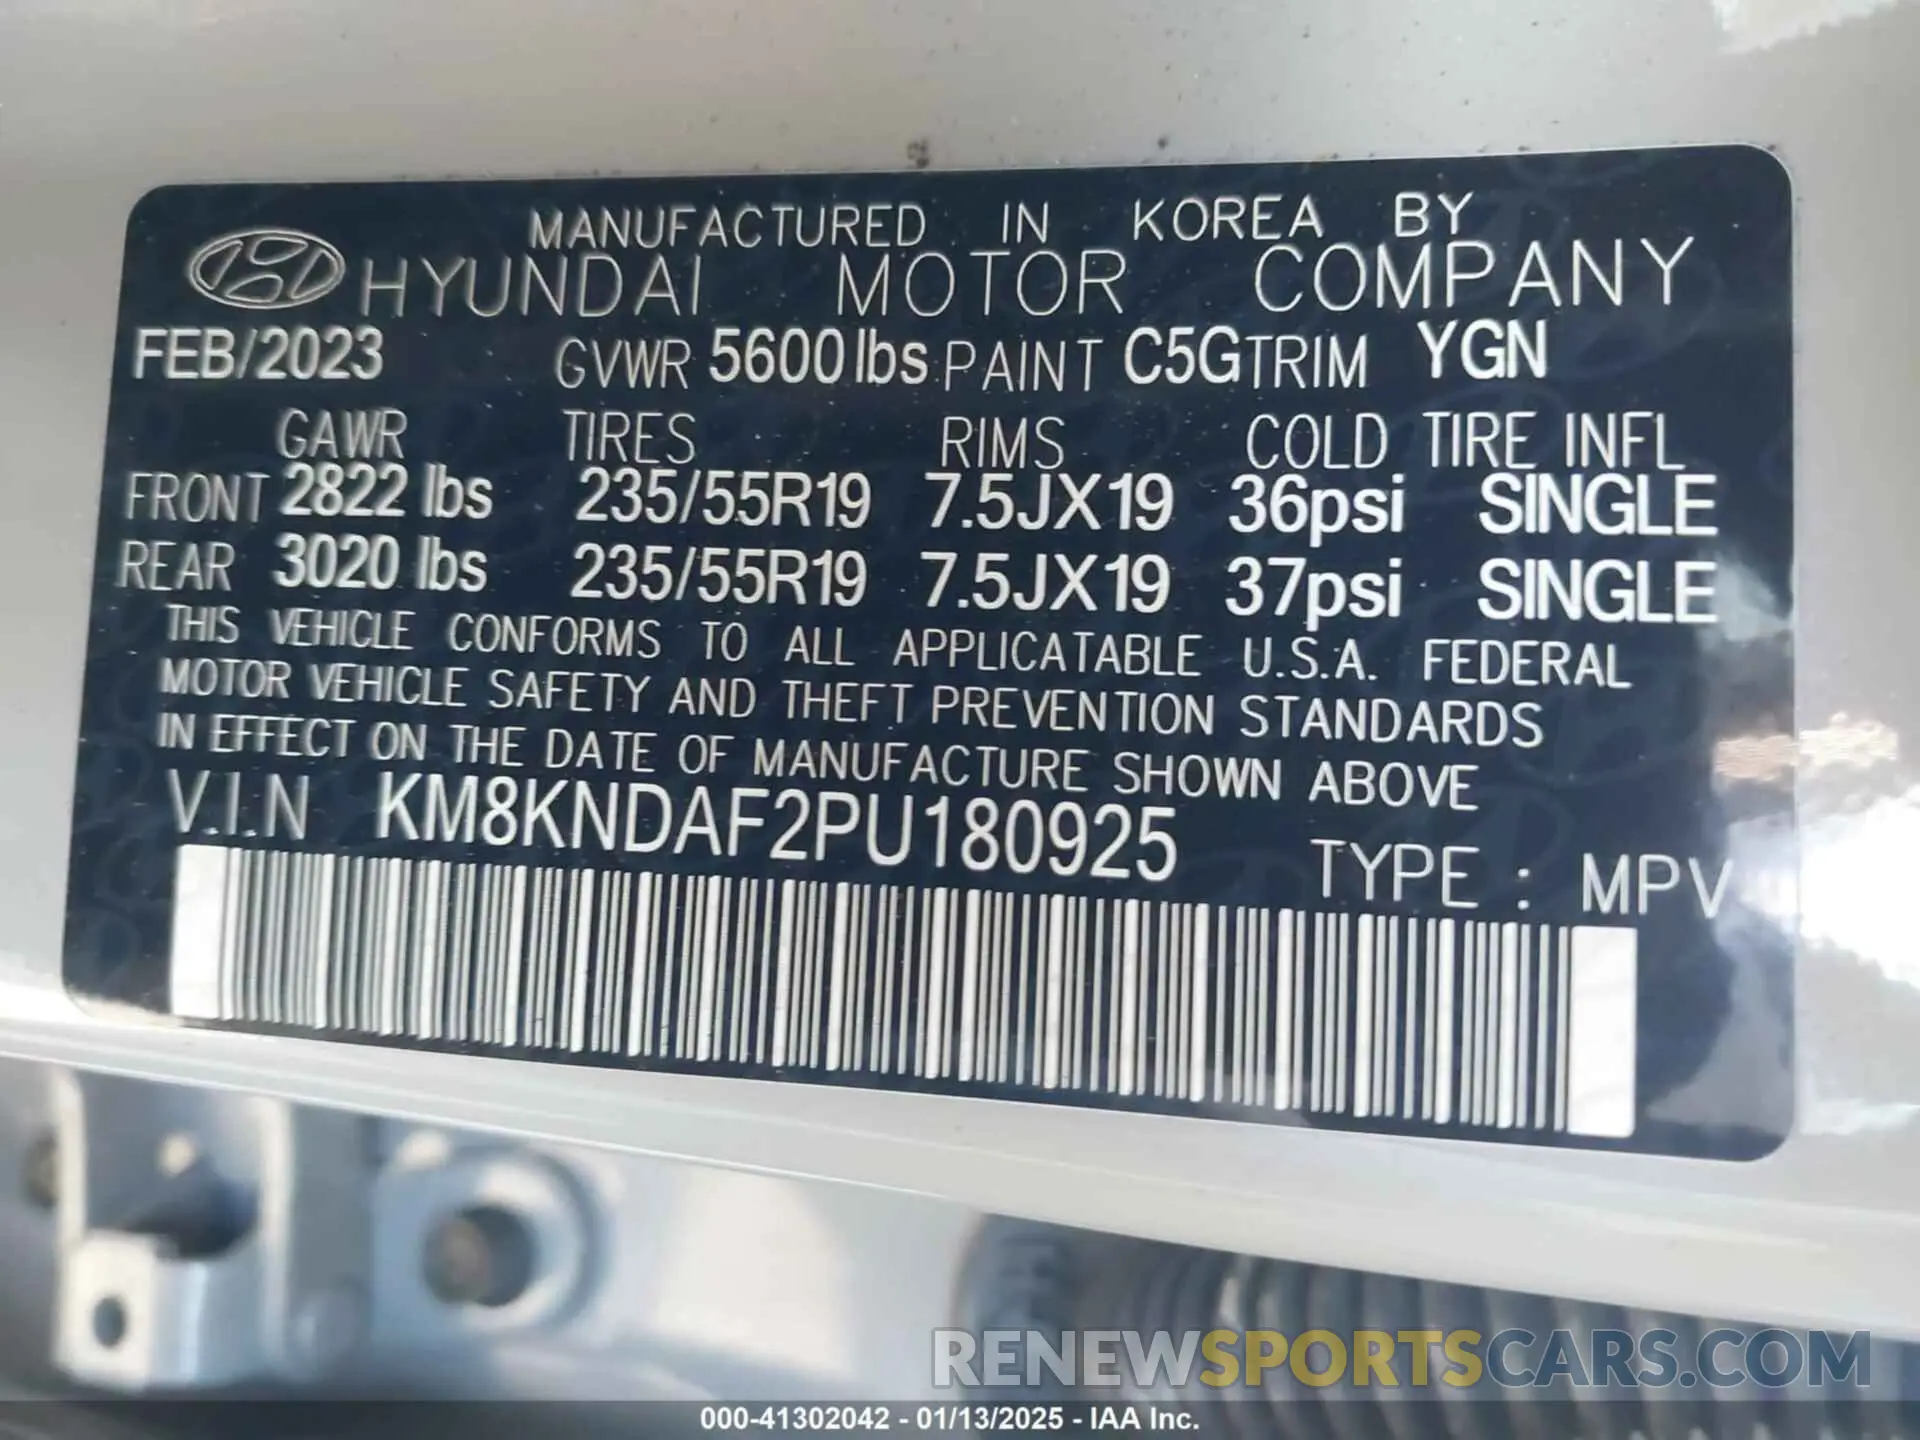 MANUFACTURED IN KOREA BY
HYUNDAI MOTOR COMPANY
FEB/2023 GVWR 5600 lbs PAINT C5G TRIM YGN
GAWR TIRES RIMS COLD TIRE INFL
FRONT 2822 lbs 235/55R19 7.5JX19 36psi SINGLE
REAR 3020 lbs 235/55R19 7.5JX19 37psi SINGLE
THIS VEHICLE CONFORMS TO ALL APPLICATABLE U.S.A. FEDERAL
MOTOR VEHICLE SAFETY AND THEFT PREVENTION STANDARDS
IN EFFECT ON THE DATE OF MANUFACTURE SHOWN ABOVE
V.I.N KM8KNDAF2PU180925 TYPE : MPV
RENEWSPORTSCARS.COM
000-41302042 - 01/13/2025 - IAA Inc.